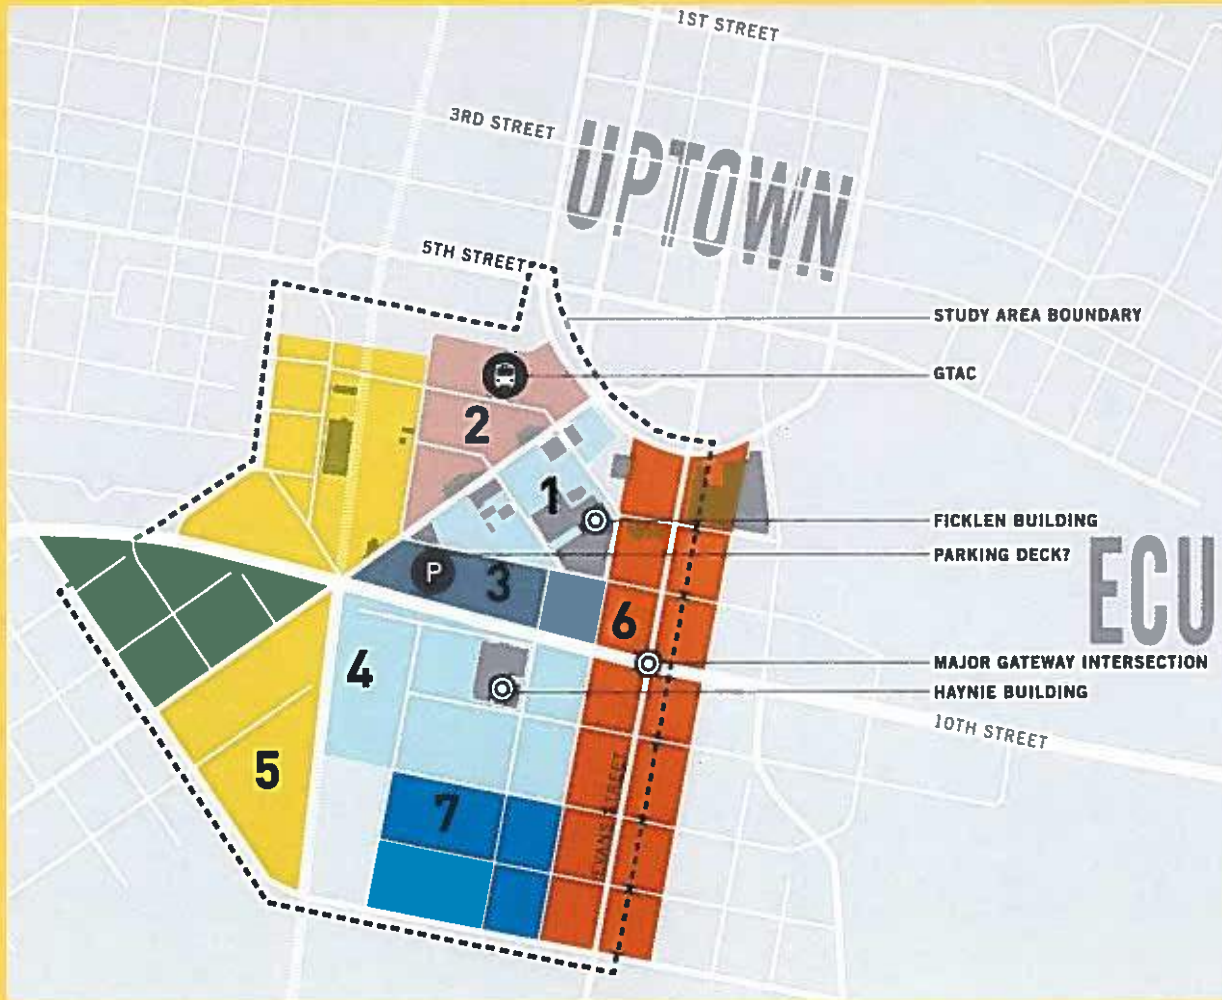 1ST STREET
3RD STREET
UPTOWN
5TH STREET
STUDY AREA BOUNDARY
GTAC
2
1
FICKLEN BUILDING
PARKING DECK?
ECU
P
3
6
MAJOR GATEWAY INTERSECTION
4
HAYNIE BUILDING
10TH STREET
5
EVANS STREET
7